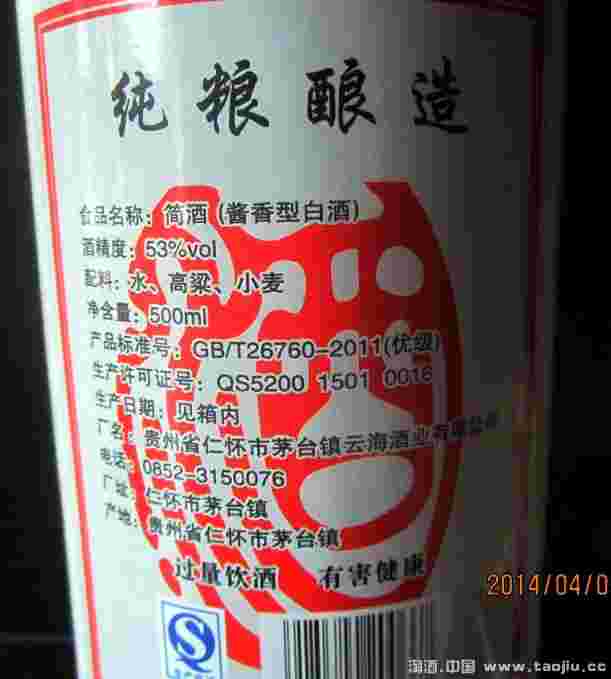 纯粮酿造
食品名称：简酒(酱香型白酒)
酒精度：53%vol
配料：水、高粱、小麦
净含量：500ml
产品标准号：GB/T26760-2011(优级)
生产许可证号：QS5200 1501 0016
生产日期：见箱内
厂名：贵州省仁怀市茅台镇云海酒业有限公司
电话：0852-3150076
厂址：仁怀市茅台镇
产地：贵州省仁怀市茅台镇
过量饮酒 有害健康
2014/04/0
淘酒.中国 www.taojiu.cc